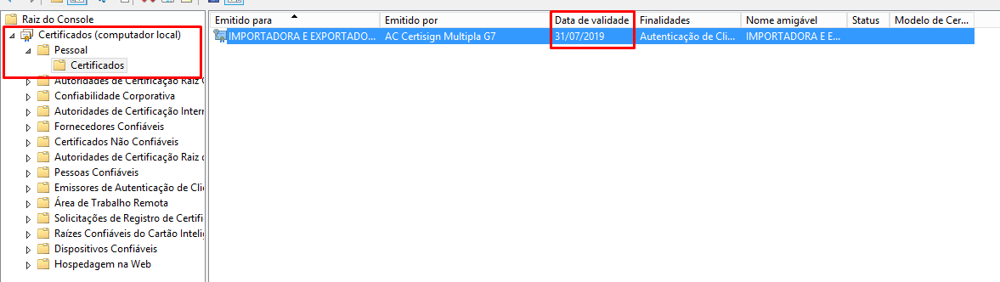 Raiz do Console
Certificados (computador local)
Pessoal
Certificados
Autoridades de Certificação Raiz C
Confiabilidade Corporativa
Autoridades de Certificação Inter
Fornecedores Confiáveis
Certificados Não Confiáveis
Autoridades de Certificação Raiz
Pessoas Confiáveis
Emissores de Autenticação de Cli
Área de Trabalho Remota
Solicitações de Registro de Certifi
Raízes Confiáveis do Cartão Inteli
Dispositivos Confiáveis
Hospedagem na Web
Emitido para Emitido por Data de validade Finalidades Nome amigável Status Modelo de Cer...
IMPORTADORA E EXPORTADO... AC Certisign Multipla G7 31/07/2019 Autenticação de Cli... IMPORTADORA E E...